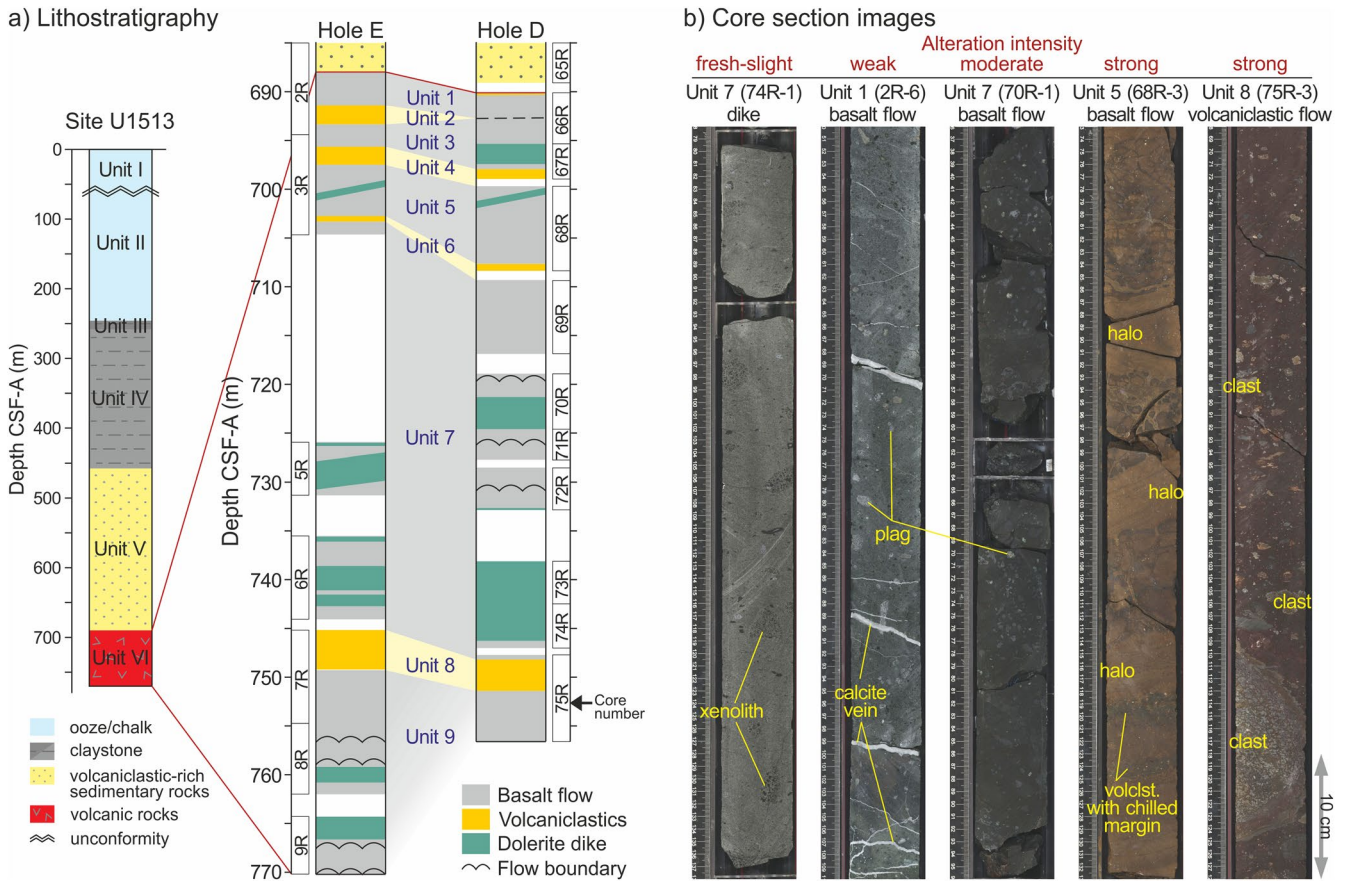 a) Lithostratigraphy
Hole E
Hole D
Site U1513
Depth CSF-A (m)
0
100
200
300
400
500
600
700
Unit I
Unit II
Unit III
Unit IV
Unit V
Unit VI
ooze/chalk
claystone
volcaniclastic-rich
sedimentary rocks
volcanic rocks
unconformity
Depth CSF-A (m)
690
700
710
720
730
740
750
760
770
2R
3R
5R
6R
7R
8R
9R
Unit 1
Unit 2
Unit 3
Unit 4
Unit 5
Unit 6
Unit 7
Unit 8
Unit 9
65R
66R
67R
68R
69R
70R
71R
72R
73R
74R
75R
Core
number
Basalt flow
Volcaniclastics
Dolerite dike
Flow boundary
b) Core section images
Alteration intensity
fresh-slight
weak
moderate
strong
strong
Unit 7 (74R-1)
dike
Unit 1 (2R-6)
basalt flow
Unit 7 (70R-1)
basalt flow
Unit 5 (68R-3)
basalt flow
Unit 8 (75R-3)
volcaniclastic flow
xenolith
plag
calcite
vein
halo
halo
halo
volclst.
with chilled
margin
clast
clast
clast
10 cm